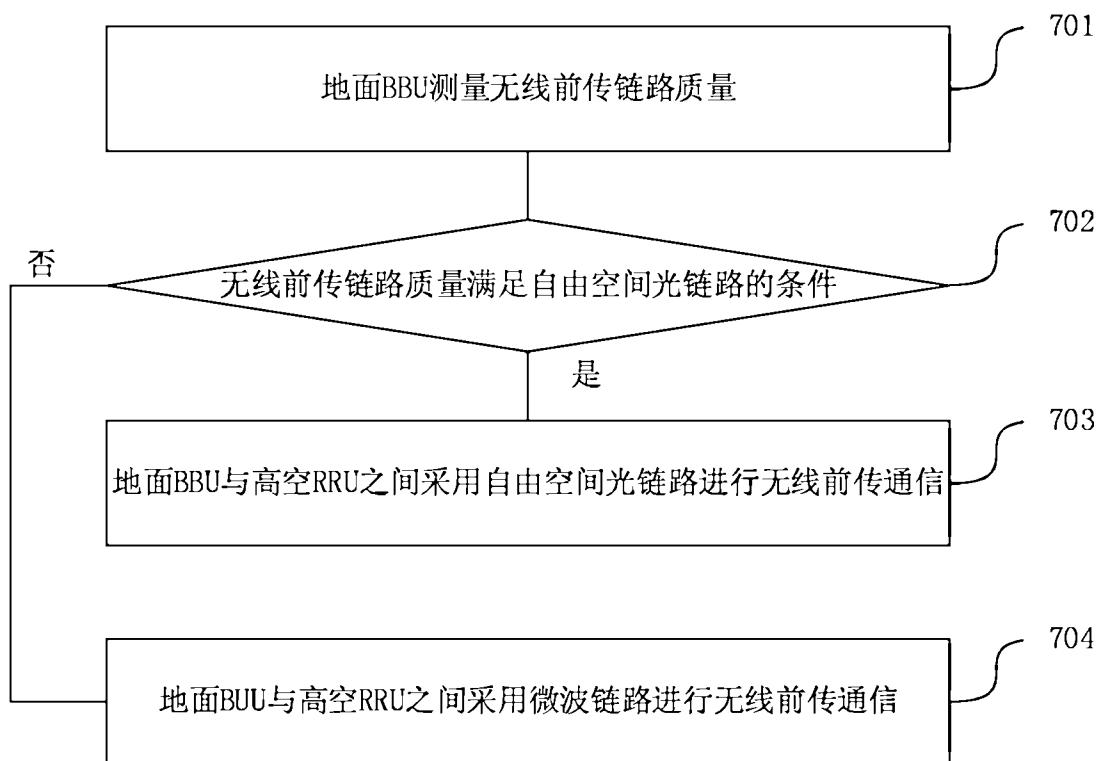 701
地面BBU测量无线前传链路质量
702
否
无线前传链路质量满足自由空间光链路的条件
是
703
地面BBU与高空RRU之间采用自由空间光链路进行无线前传通信
704
地面BUU与高空RRU之间采用微波链路进行无线前传通信